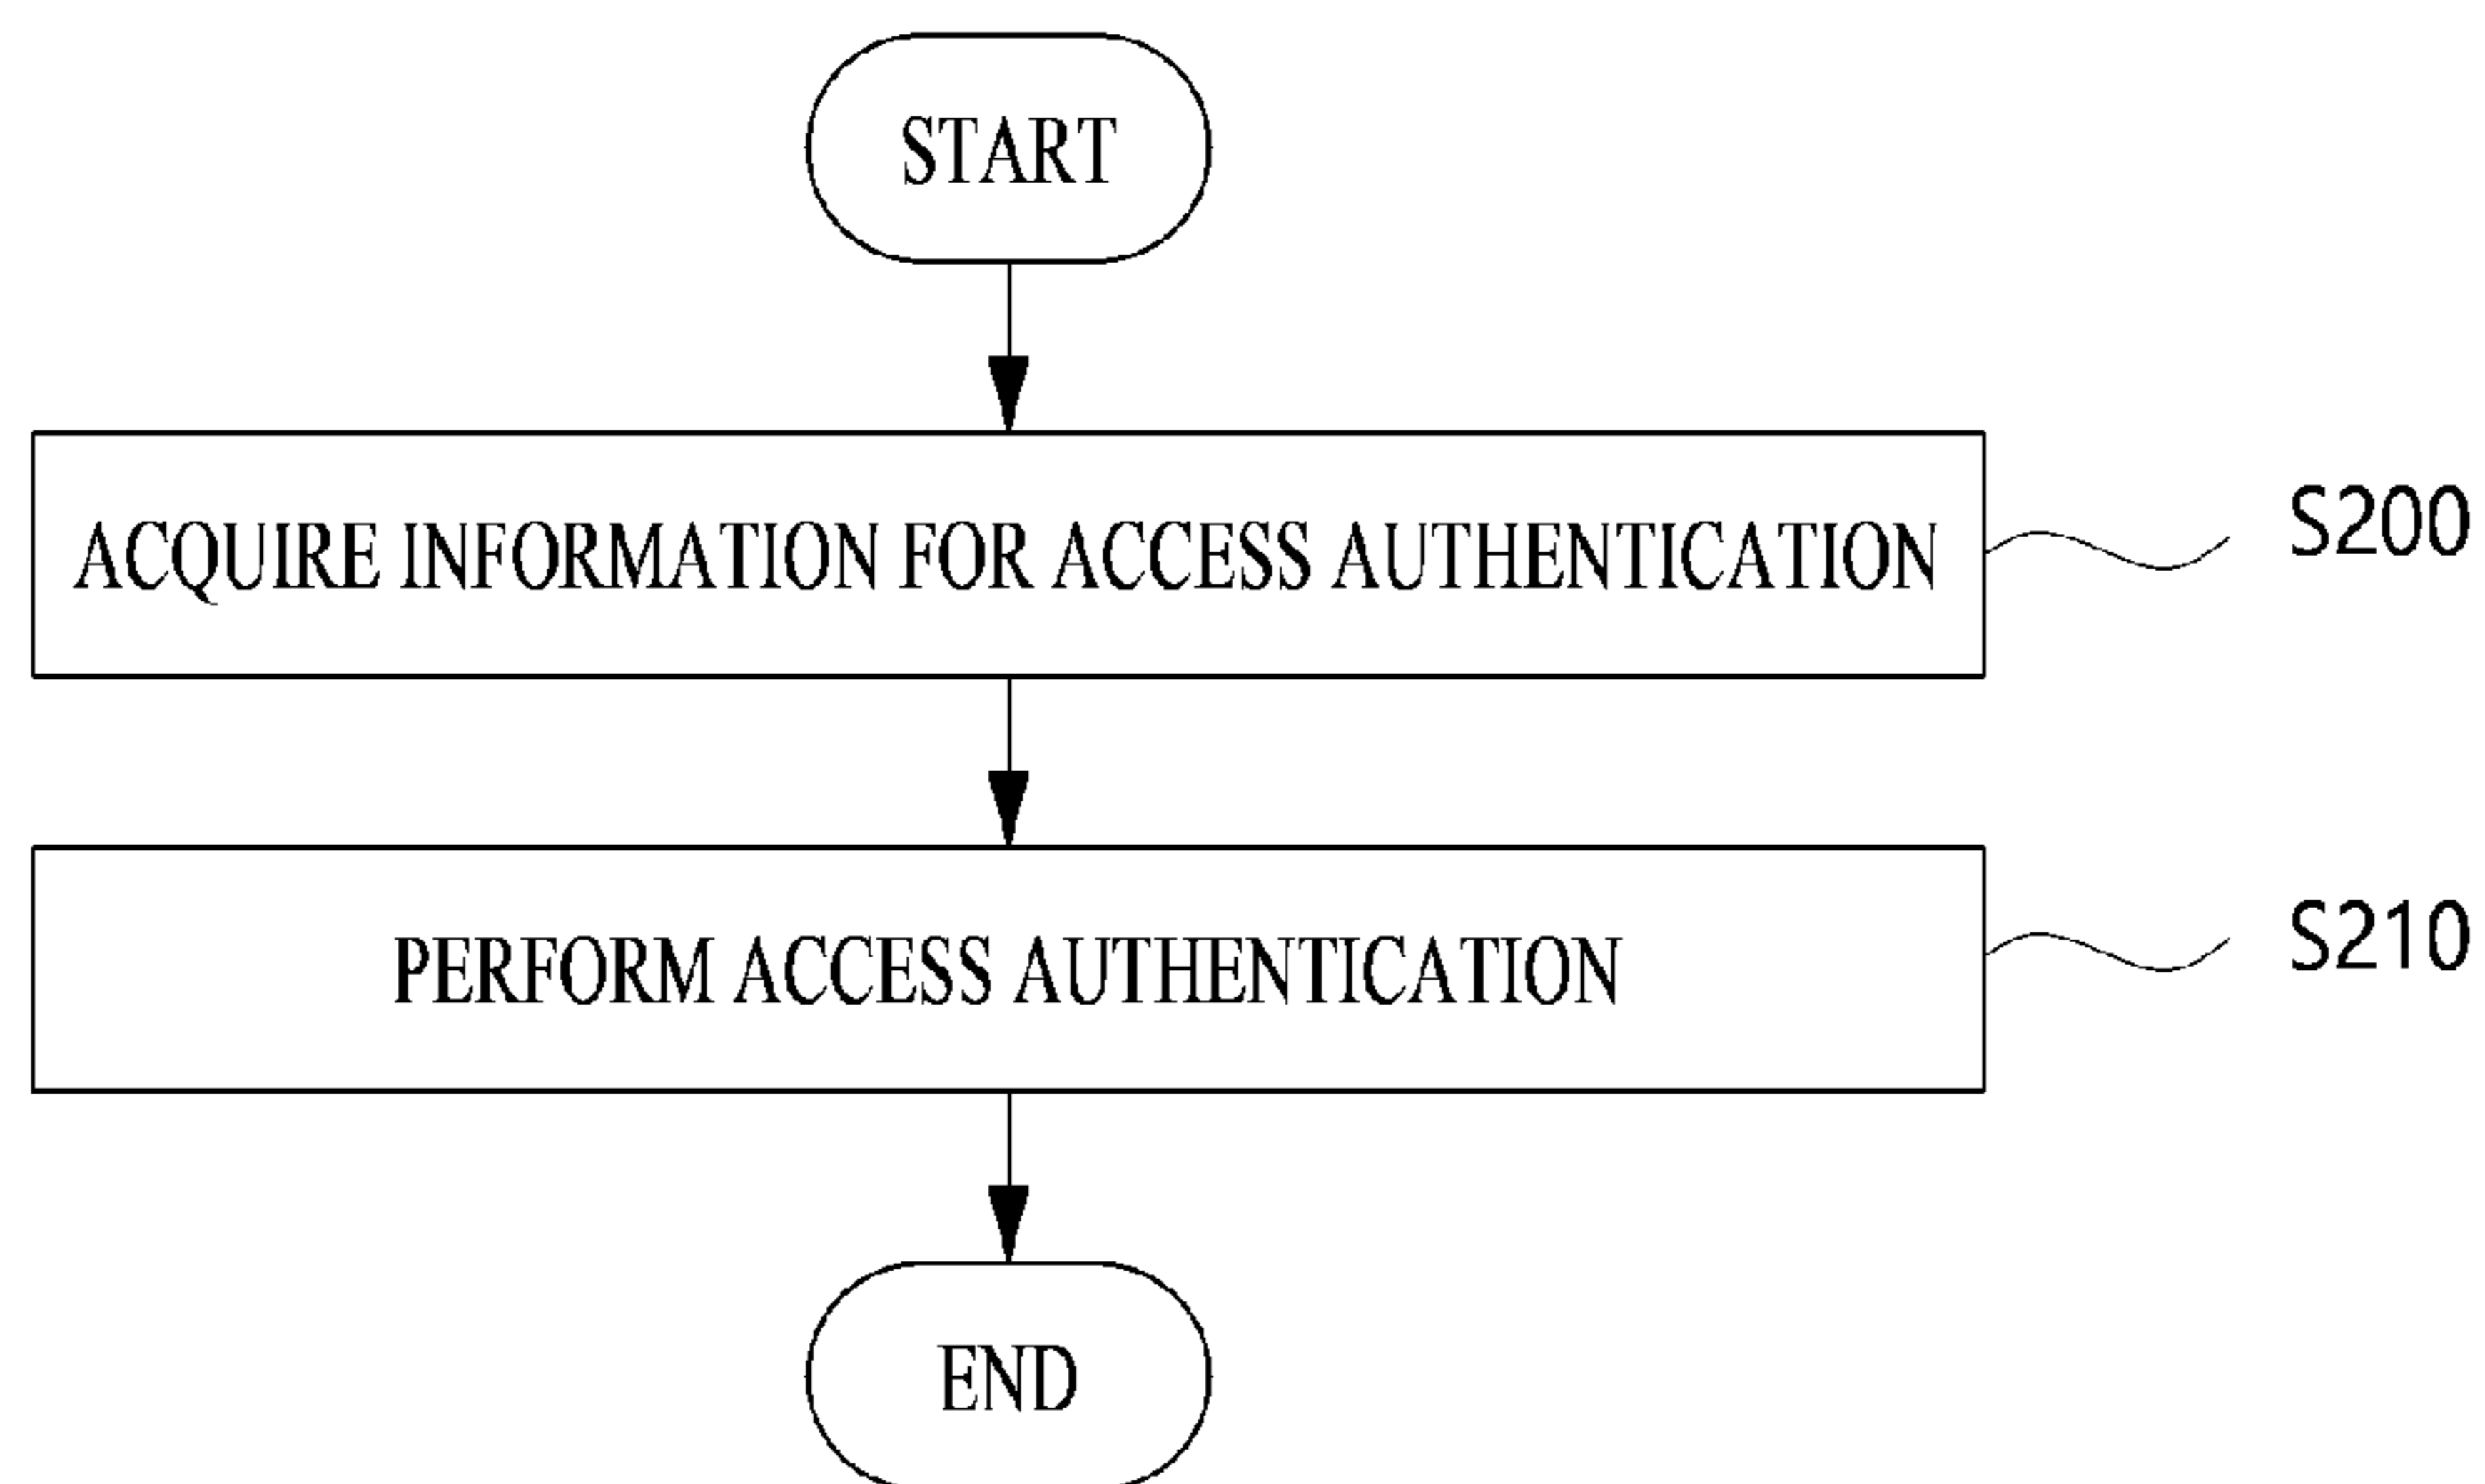 START
ACQUIRE INFORMATION FOR ACCESS AUTHENTICATION
S200
PERFORM ACCESS AUTHENTICATION
S210
END